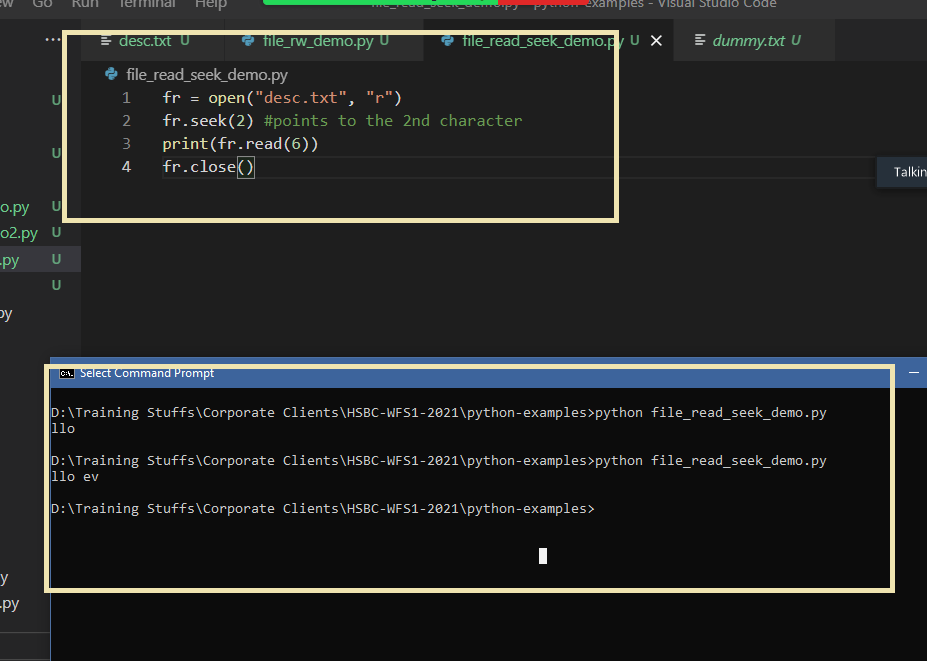 Go Run Terminal Help file_read_seek_demo.py - python-examples - Visual Studio Code
··· desc.txt U file_rw_demo.py U file_read_seek_demo.py U × dummy.txt U
file_read_seek_demo.py
1 fr = open("desc.txt", "r")
2 fr.seek(2) #points to the 2nd character
3 print(fr.read(6))
4 fr.close()
Talkin
U
U
o.py U
o2.py U
.py U
U
py
Select Command Prompt
D:\Training Stuffs\Corporate Clients\HSBC-WFS1-2021\python-examples>python file_read_seek_demo.py
llo
D:\Training Stuffs\Corporate Clients\HSBC-WFS1-2021\python-examples>python file_read_seek_demo.py
llo ev
D:\Training Stuffs\Corporate Clients\HSBC-WFS1-2021\python-examples>
y
.py